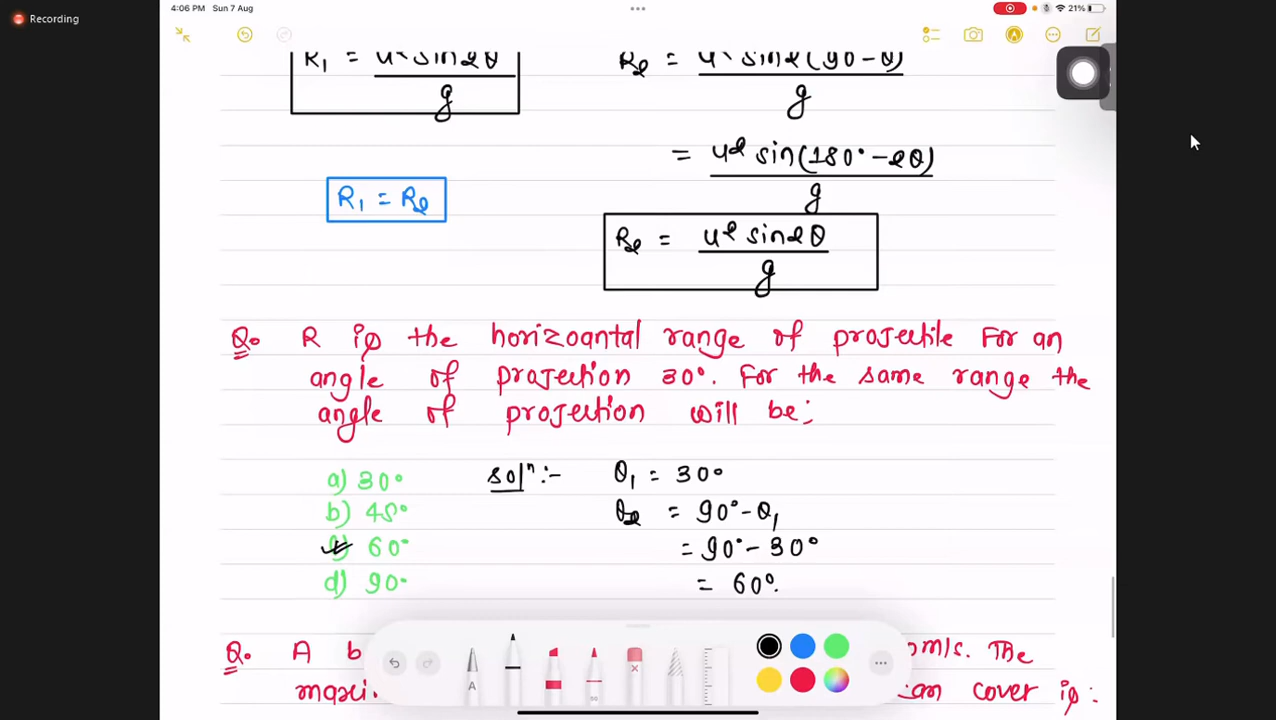 4:06 PM Sun 7 Aug
21%
Recording
R₁ = u² sin2θ / g
R₂ = u² sin2(90-θ) / g
= u² sin(180°-2θ) / g
R₁ = R₂
R₂ = u² sin2θ / g
Q. R is the horizoantal range of projectile For an
angle of projection 30°. For the same range the
angle of projection will be:
a) 30° solⁿ:- θ₁ = 30°
b) 45° θ₂ = 90°-θ₁
c) 60° = 90°-30°
d) 90° = 60°.
Q. A m/s. The
can cover is:
A